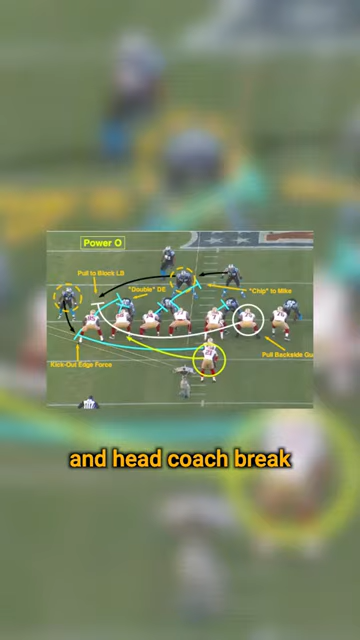 Power O
Pull to Block LB
"Double" DE
"Chip" to Mike
Kick-Out Edge Force
Pull Backside Gu
and head coach break